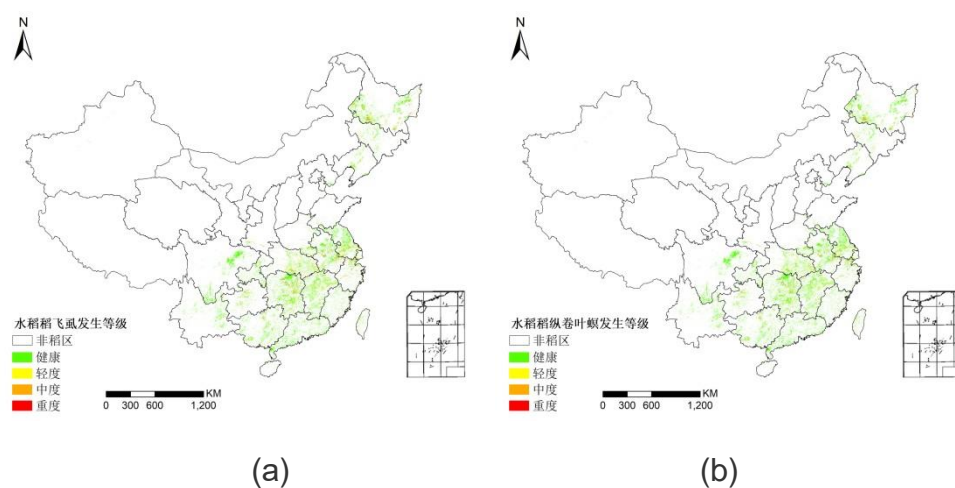 N
水稻稻飞虱发生等级
非稻区
健康
轻度
中度
重度
KM
0 300 600 1,200
(a)
N
水稻稻纵卷叶螟发生等级
非稻区
健康
轻度
中度
重度
KM
0 300 600 1,200
(b)